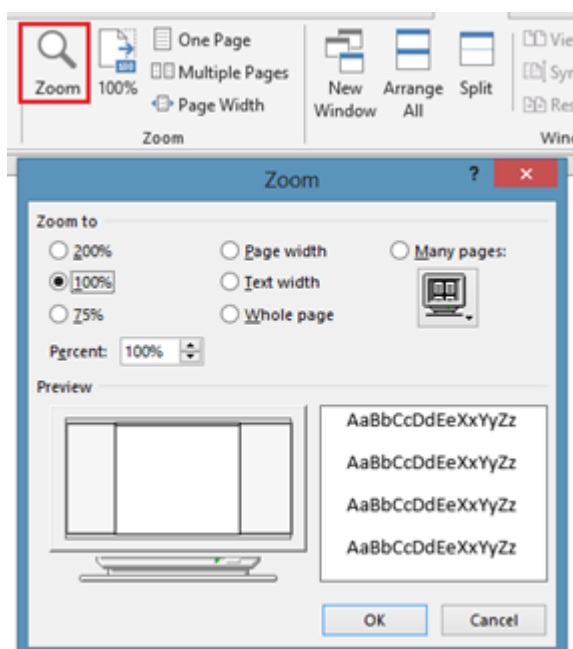 One Page
Multiple Pages
Page Width
Zoom
100
100%
New Window
Arrange All
Split
Zoom
Zoom
?
Zoom to
200%
Page width
Many pages:
100%
Text width
75%
Whole page
Percent: 100%
Preview
AaBbCcDdEeXxYyZz
AaBbCcDdEeXxYyZz
AaBbCcDdEeXxYyZz
AaBbCcDdEeXxYyZz
OK
Cancel